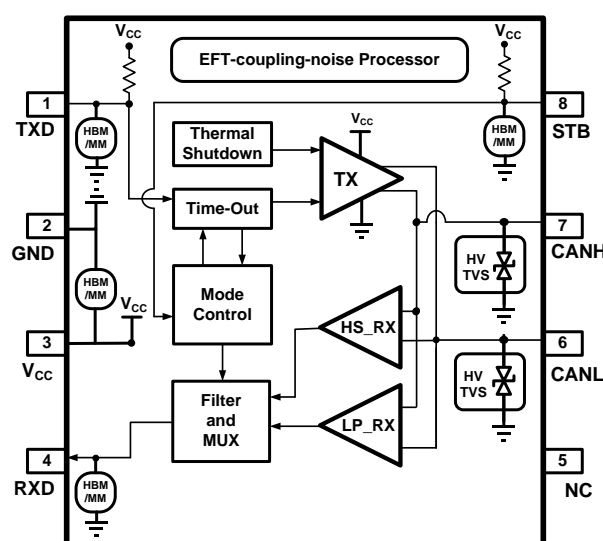 VCC
VCC
EFT-coupling-noise Processor
1
TXD
HBM
/MM
8
STB
HBM
/MM
Thermal
Shutdown
VCC
TX
Time-Out
2
GND
7
CANH
HBM
/MM
HV
TVS
Mode
Control
VCC
HS_RX
3
VCC
6
CANL
HV
TVS
Filter
and
MUX
LP_RX
4
RXD
HBM
/MM
5
NC